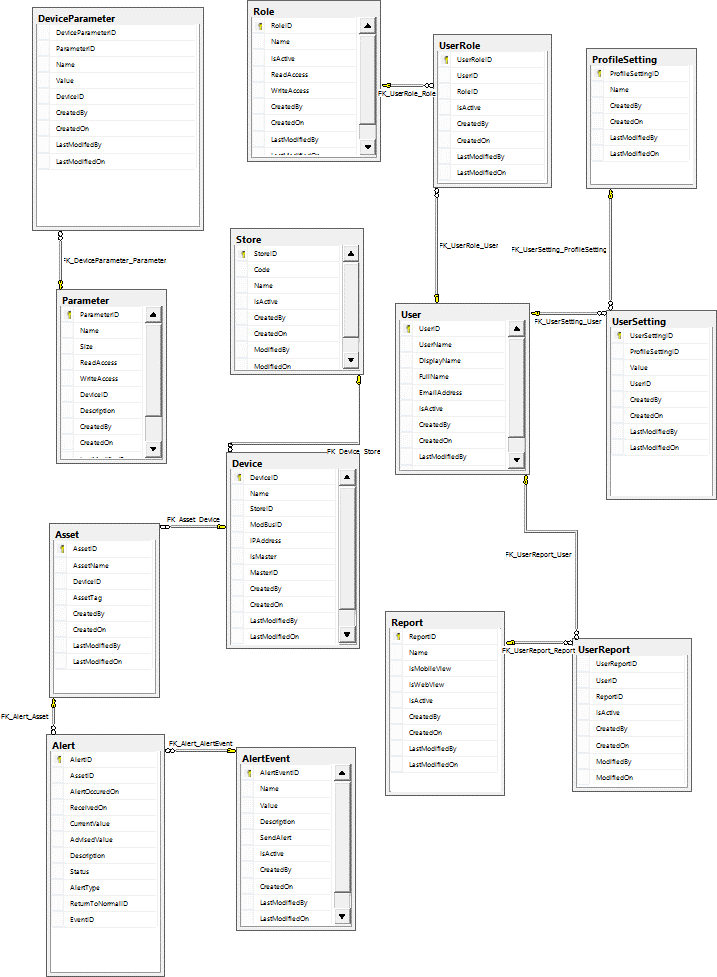 DeviceParameter
DeviceParameterID
ParameterID
Name
Value
DeviceID
CreatedBy
CreatedOn
LastModifedBy
LastModifiedOn
Role
RoleID
Name
IsActive
ReadAccess
WriteAccess
CreatedBy
CreatedOn
LastModifiedBy
LastModifiedOn
FK_UserRole_Role
UserRole
UserRoleID
UserID
RoleID
IsActive
CreatedBy
CreatedOn
LastModifiedBy
LastModifiedOn
ProfileSetting
ProfileSettingID
Name
CreatedBy
CreatedOn
LastModifiedBy
LastModifiedOn
FK_DeviceParameter_Parameter
FK_UserRole_User
FK_UserSetting_ProfileSetting
Store
StoreID
Code
Name
IsActive
CreatedBy
CreatedOn
ModifiedBy
ModifiedOn
Parameter
ParameterID
Name
Size
ReadAccess
WriteAccess
DeviceID
Description
CreatedBy
CreatedOn
User
UserID
UserName
DisplayName
FullName
EmailAddress
IsActive
CreatedBy
CreatedOn
LastModifiedBy
FK_UserSetting_User
UserSetting
UserSettingID
ProfileSettingID
Value
UserID
CreatedBy
CreatedOn
LastModifiedBy
LastModifiedOn
FK_Device_Store
Device
DeviceID
Name
StoreID
ModBusID
IPAddress
IsMaster
MasterID
CreatedBy
CreatedOn
LastModifiedBy
LastModifiedOn
FK_Asset_Device
Asset
AssetID
AssetName
DeviceID
AssetTag
CreatedBy
CreatedOn
LastModifiedBy
LastModifiedOn
FK_UserReport_User
Report
ReportID
Name
IsMobileView
IsWebView
IsActive
CreatedBy
CreatedOn
LastModifiedBy
LastModifiedOn
FK_UserReport_Report
UserReport
UserReportID
UserID
ReportID
IsActive
CreatedBy
CreatedOn
ModifiedBy
ModifiedOn
FK_Alert_Asset
Alert
AlertID
AssetID
AlertOccuredOn
ReceivedOn
CurrentValue
AdvisedValue
Description
Status
AlertType
ReturnToNormalID
EventID
FK_Alert_AlertEvent
AlertEvent
AlertEventID
Name
Value
Description
SendAlert
IsActive
CreatedBy
CreatedOn
LastModifiedBy
LastModifiedOn